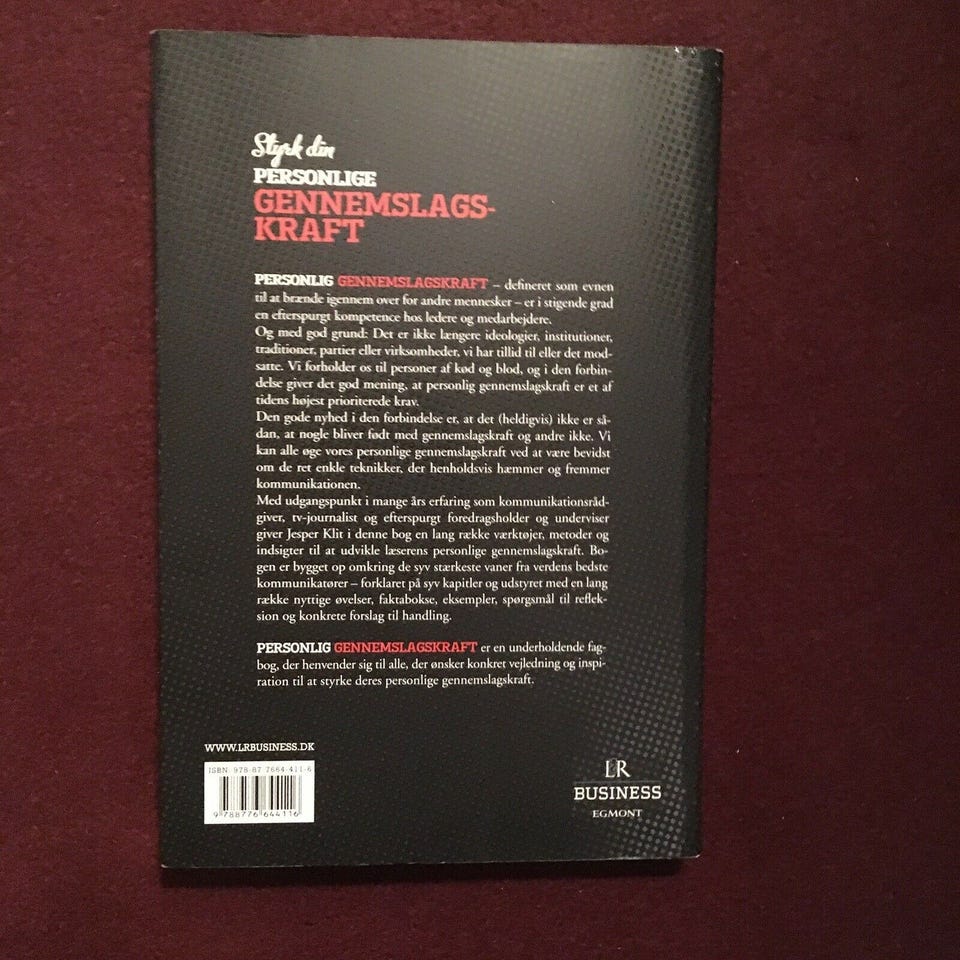 Styrk din
PERSONLIGE
GENNEMSLAGS-
KRAFT
PERSONLIG GENNEMSLAGSKRAFT – defineret som evnen
til at brænde igennem over for andre mennesker – er i stigende grad
en efterspurgt kompetence hos ledere og medarbejdere.
Og med god grund: Det er ikke længere ideologier, institutioner,
traditioner, partier eller virksomheder, vi har tillid til eller det mod-
satte. Vi forholder os til personer af kød og blod, og i den forbin-
delse giver det god mening, at personlig gennemslagskraft er et af
tidens højest prioriterede krav.
Den gode nyhed i den forbindelse er, at det (heldigvis) ikke er så-
dan, at nogle bliver født med gennemslagskraft og andre ikke. Vi
kan alle øge vores personlige gennemslagskraft ved at være bevidst
om de ret enkle teknikker, der henholdsvis hæmmer og fremmer
kommunikationen.
Med udgangspunkt i mange års erfaring som kommunikationsråd-
giver, tv-journalist og efterspurgt foredragsholder og underviser
giver Jesper Klit i denne bog en lang række værktøjer, metoder og
indsigter til at udvikle læserens personlige gennemslagskraft. Bo-
gen er bygget op omkring de syv stærkeste vaner fra verdens bedste
kommunikatører – forklaret på syv kapitler og udstyret med en lang
række nyttige øvelser, faktabokse, eksempler, spørgsmål til reflek-
sion og konkrete forslag til handling.
PERSONLIG GENNEMSLAGSKRAFT er en underholdende fag-
bog, der henvender sig til alle, der ønsker konkret vejledning og inspi-
ration til at styrke deres personlige gennemslagskraft.
WWW.LRBUSINESS.DK
ISBN 978-87 7664-411-6
9 788776 644116
LR
BUSINESS
EGMONT